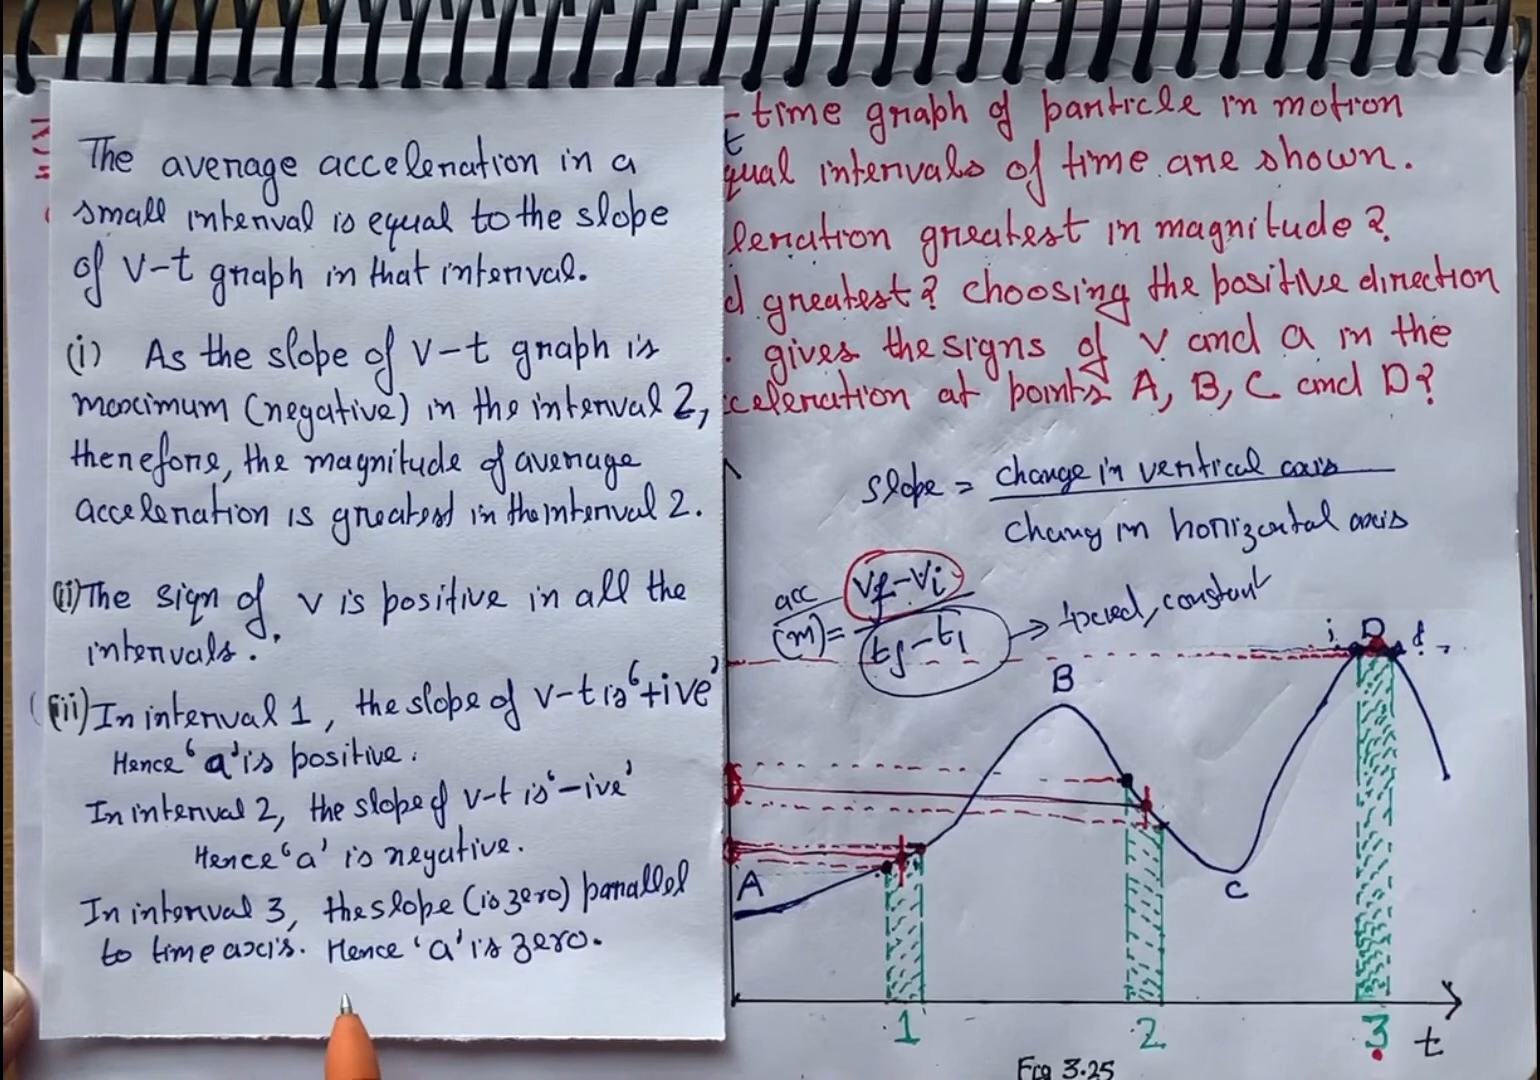 The average acceleration in a
small interval is equal to the slope
of v-t graph in that interval.
(i) As the slope of v-t graph is
maximum (negative) in the interval 2,
therefore, the magnitude of average
acceleration is greatest in the interval 2.
(ii) The sign of v is positive in all the
intervals.
(iii) In interval 1, the slope of v-t is '+ive'
Hence 'a' is positive.
In interval 2, the slope of v-t is '-ive'
Hence 'a' is negative.
In interval 3, the slope (is zero) parallel
to time axis. Hence 'a' is zero.
-time graph of particle in motion
t
qual intervals of time are shown.
leration greatest in magnitude?
d greatest? choosing the positive direction
. gives the signs of v and a in the
celeration at points A, B, C and D?
slope = change in vertical axis
chang in horizontal axis
acc
(m) = vf-vi
tf-ti → fixed, constant
i D f
B
A
C
1 2 3 t
Fig 3.25